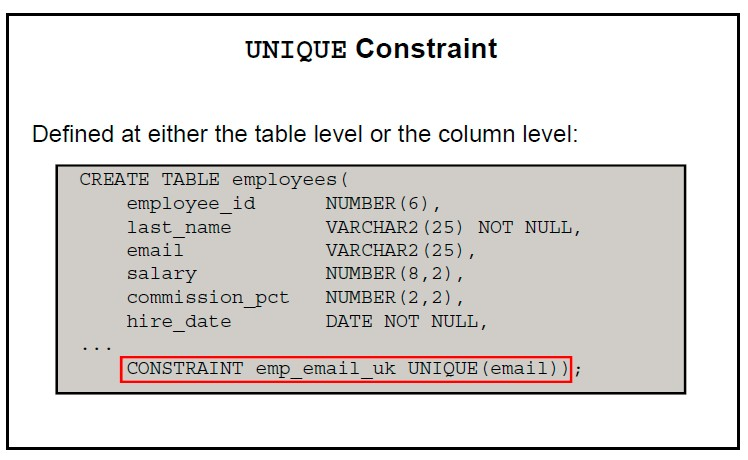 UNIQUE Constraint
Defined at either the table level or the column level:
CREATE TABLE employees(
employee_id NUMBER(6),
last_name VARCHAR2(25) NOT NULL,
email VARCHAR2(25),
salary NUMBER(8,2),
commission_pct NUMBER(2,2),
hire_date DATE NOT NULL,
...
CONSTRAINT emp_email_uk UNIQUE(email));